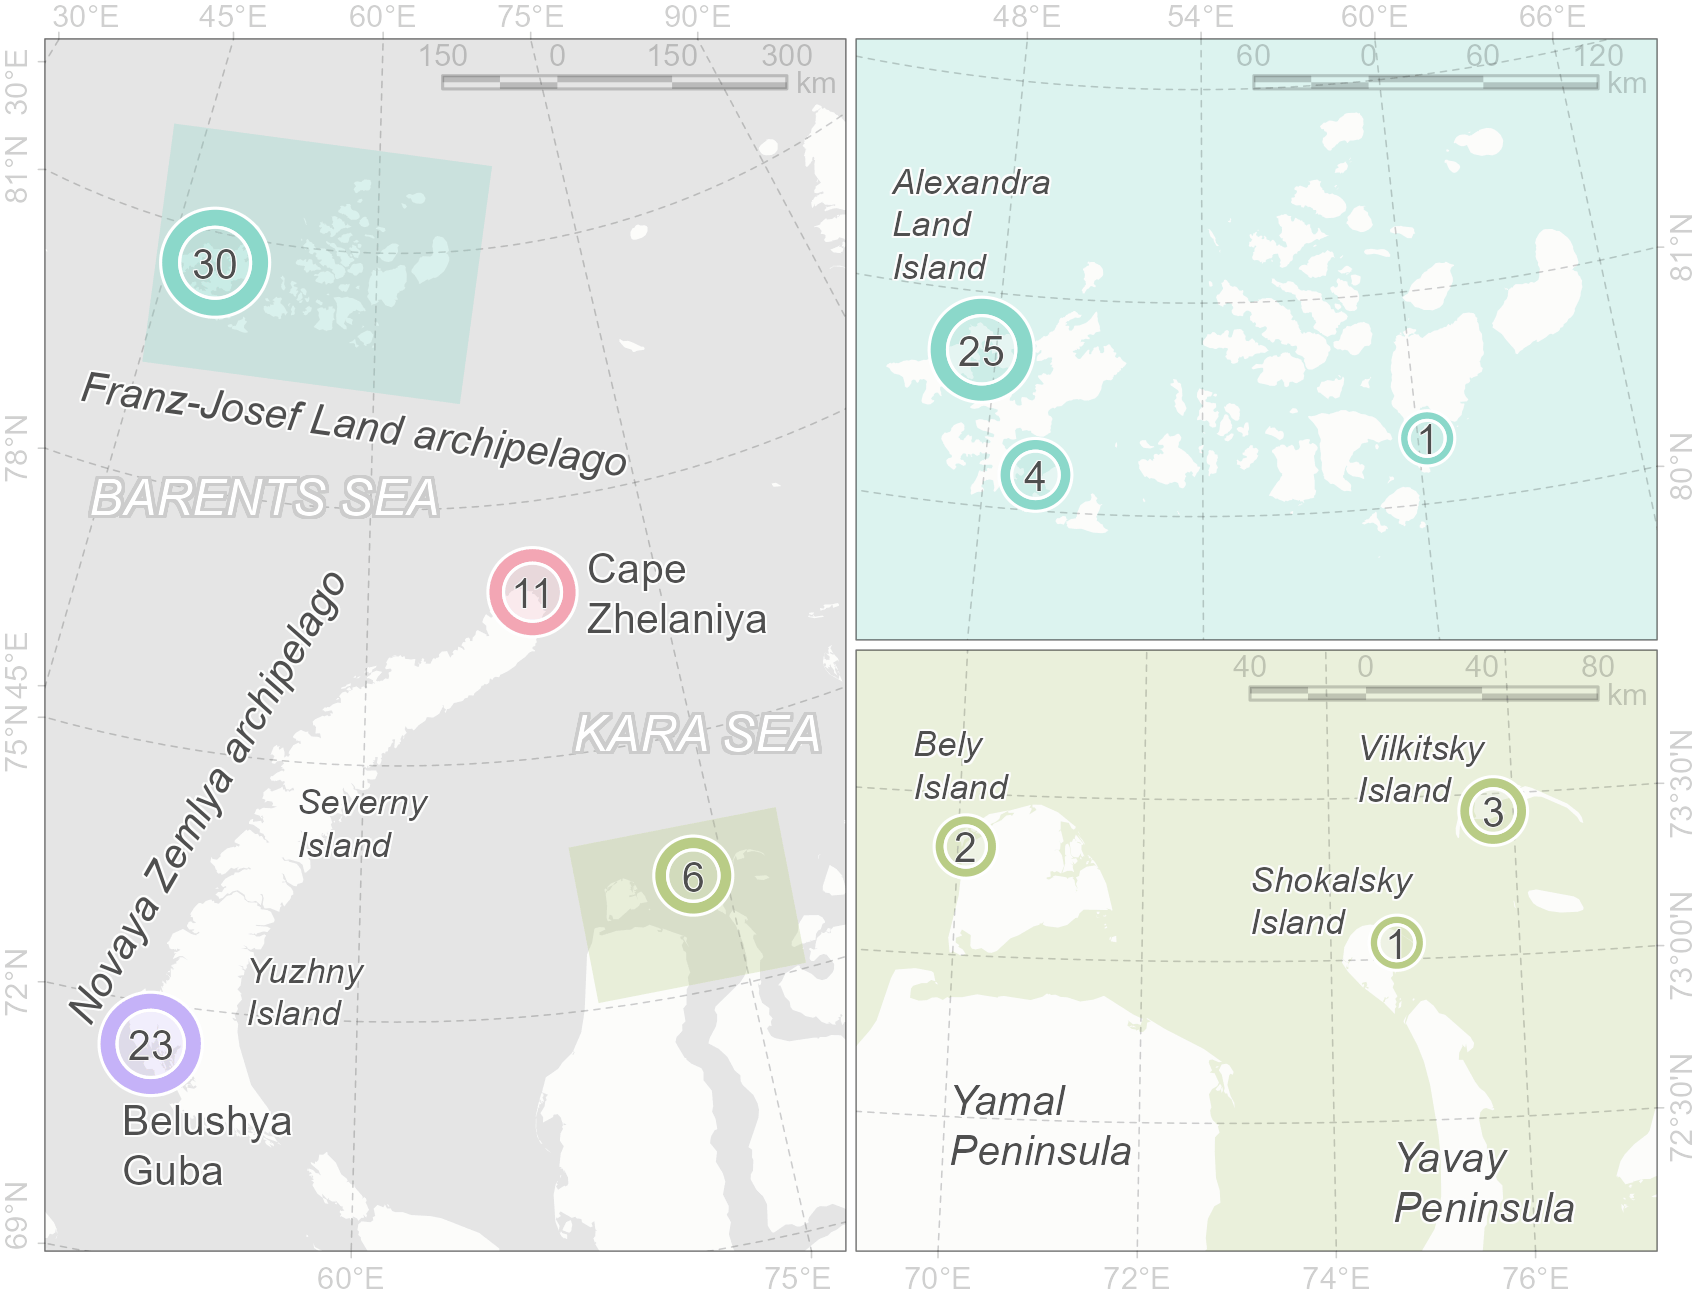 30°E 45°E 60°E 75°E 90°E
30°E
81°N
78°N
45°E
75°N
72°N
69°N
60°E 75°E
150 0 150 300
km
30
Franz-Josef Land archipelago
BARENTS SEA
11
Cape
Zhelaniya
Novaya Zemlya archipelago
KARA SEA
Severny
Island
6
Yuzhny
Island
23
Belushya
Guba
48°E 54°E 60°E 66°E
60 0 60 120
km
Alexandra
Land
Island
25
4
1
81°N
80°N
40 0 40 80
km
Bely
Island
2
Vilkitsky
Island
3
Shokalsky
Island
1
Yamal
Peninsula
Yavay
Peninsula
73°30'N
73°00'N
72°30'N
70°E 72°E 74°E 76°E